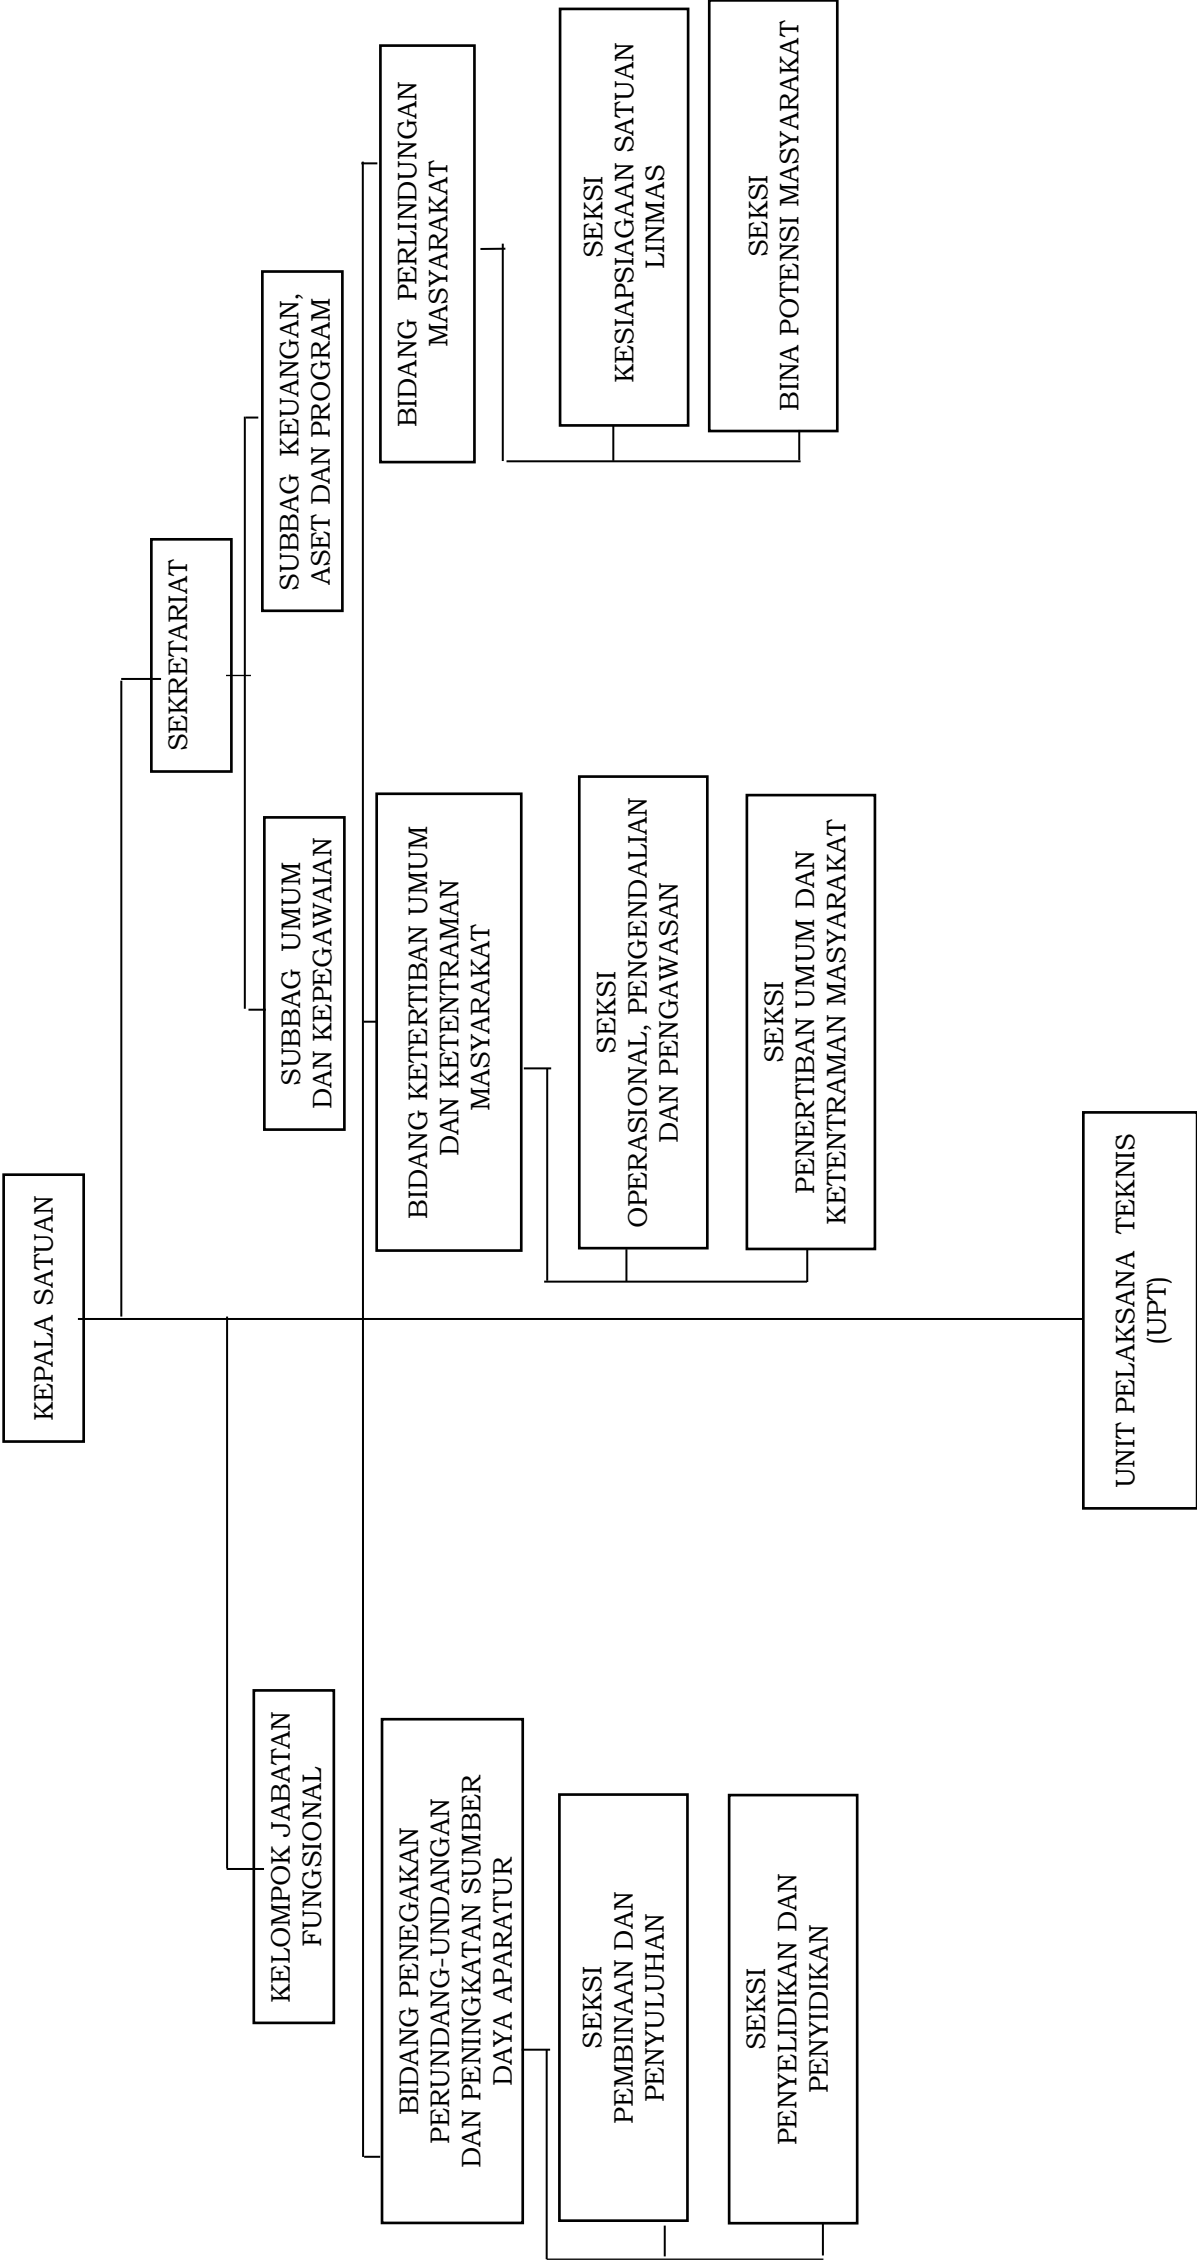 KEPALA SATUAN
SEKRETARIAT
KELOMPOK JABATAN
FUNGSIONAL
SUBBAG  UMUM
DAN KEPEGAWAIAN
SUBBAG  KEUANGAN,
ASET DAN PROGRAM
BIDANG PENEGAKAN
PERUNDANG-UNDANGAN
DAN PENINGKATAN SUMBER
DAYA APARATUR
BIDANG KETERTIBAN UMUM
DAN KETENTRAMAN
MASYARAKAT
BIDANG  PERLINDUNGAN
MASYARAKAT
SEKSI
PEMBINAAN DAN
PENYULUHAN
SEKSI
OPERASIONAL, PENGENDALIAN
DAN PENGAWASAN
SEKSI
KESIAPSIAGAAN SATUAN
LINMAS
SEKSI
PENYELIDIKAN DAN
PENYIDIKAN
SEKSI
PENERTIBAN UMUM DAN
KETENTRAMAN MASYARAKAT
SEKSI
BINA POTENSI MASYARAKAT
UNIT PELAKSANA  TEKNIS
(UPT)